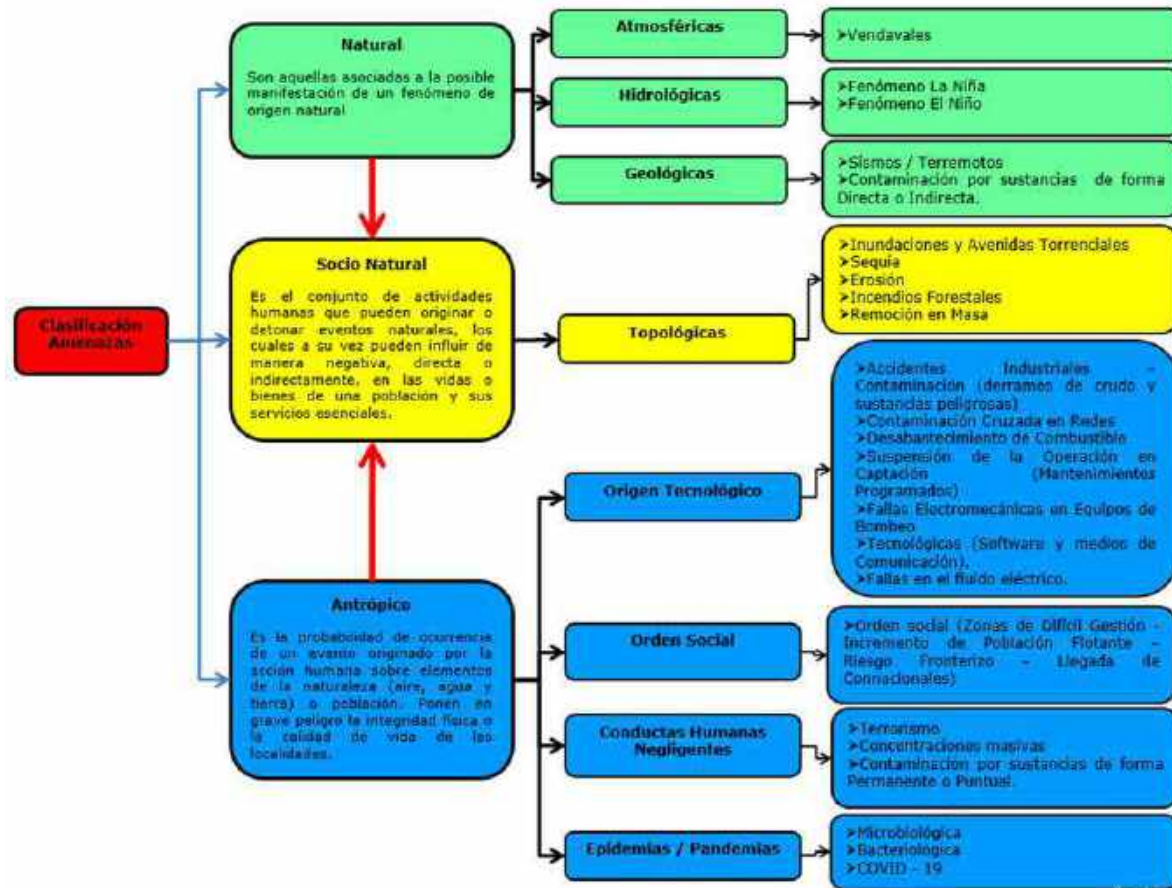 Clasificación
Amenazas
Natural
Son aquellas asociadas a la posible
manifestación de un fenómeno de
origen natural
Atmosféricas
➤Vendavales
Hidrológicas
➤Fenómeno La Niña
➤Fenómeno El Niño
Geológicas
➤Sismos / Terremotos
➤Contaminación por sustancias de forma
Directa o Indirecta.
Socio Natural
Es el conjunto de actividades
humanas que pueden originar o
detonar eventos naturales, los
cuales a su vez pueden influir de
manera negativa, directa o
indirectamente, en las vidas o
bienes de una población y sus
servicios esenciales.
Topológicas
➤Inundaciones y Avenidas Torrenciales
➤Sequía
➤Erosión
➤Incendios Forestales
➤Remoción en Masa
Antrópico
Es la probabilidad de ocurrencia
de un evento originado por la
acción humana sobre elementos
de la naturaleza (aire, agua y
tierra) o población. Ponen en
grave peligro la integridad física o
la calidad de vida de las
localidades.
Origen Tecnológico
➤Accidentes Industriales –
Contaminación (derrames de crudo y
sustancias peligrosas)
➤Contaminación Cruzada en Redes
➤Desabastecimiento de Combustible
➤Suspensión de la Operación en
Captación (Mantenimientos
Programados)
➤Fallas Electromecánicas en Equipos de
Bombeo
➤Tecnológicas (Software y medios de
Comunicación).
➤Fallas en el fluido eléctrico.
Orden Social
➤Orden social (Zonas de Difícil Gestión -
Incremento de Población Flotante –
Riesgo Fronterizo – Llegada de
Connacionales)
Conductas Humanas
Negligentes
➤Terrorismo
➤Concentraciones masivas
➤Contaminación por sustancias de forma
Permanente o Puntual.
Epidemias / Pandemias
➤Microbiológica
➤Bacteriológica
➤COVID - 19